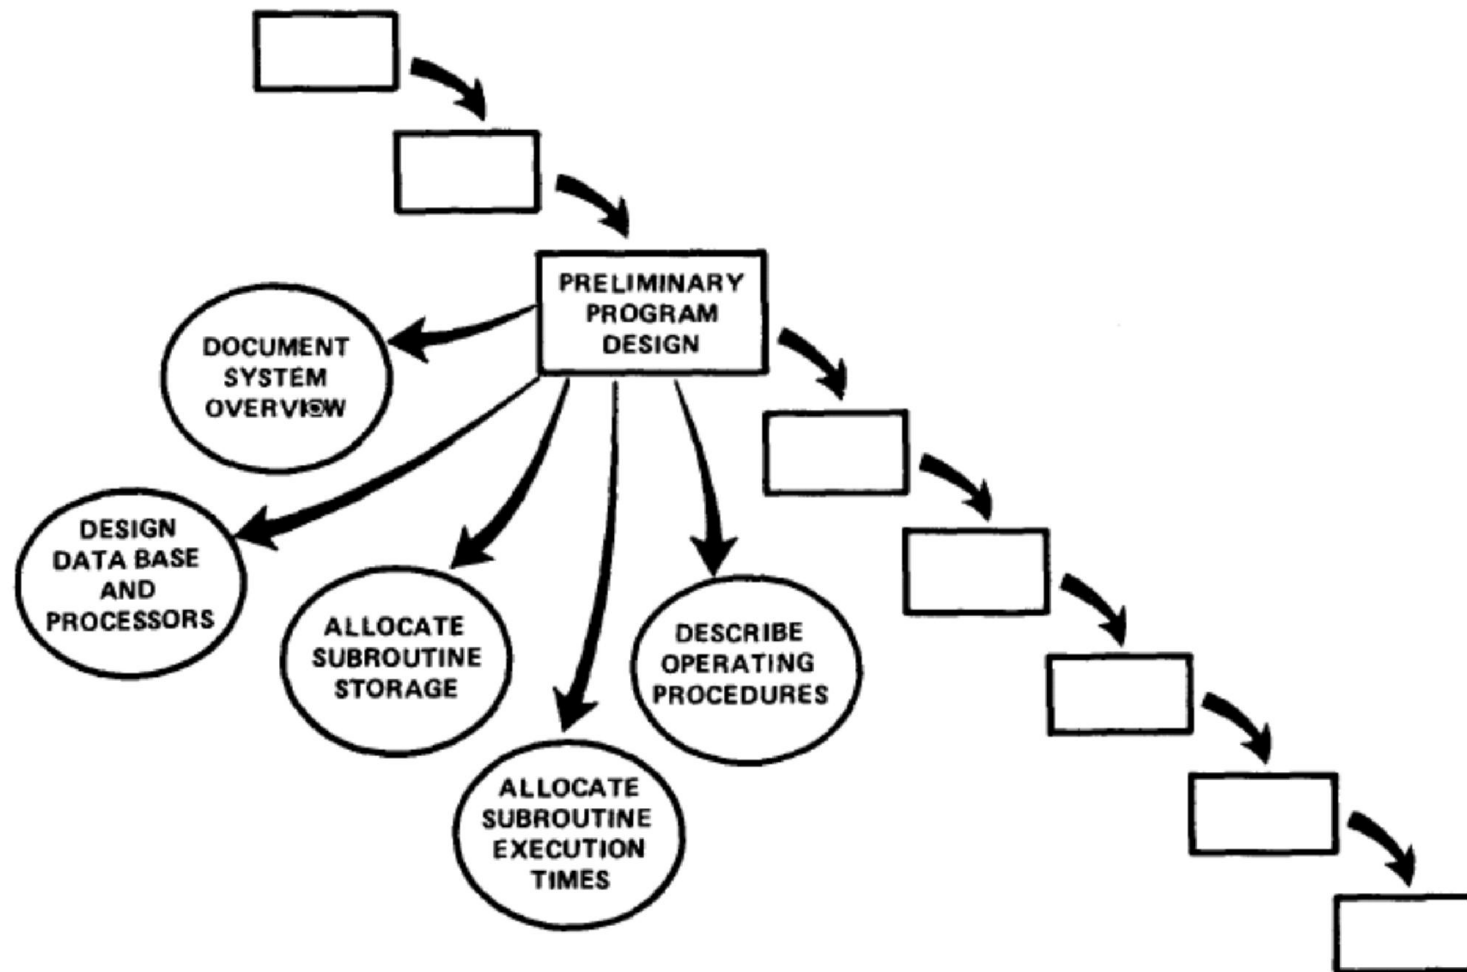 PRELIMINARY
PROGRAM
DESIGN
DOCUMENT
SYSTEM
OVERVIEW
DESIGN
DATA BASE
AND
PROCESSORS
ALLOCATE
SUBROUTINE
STORAGE
ALLOCATE
SUBROUTINE
EXECUTION
TIMES
DESCRIBE
OPERATING
PROCEDURES